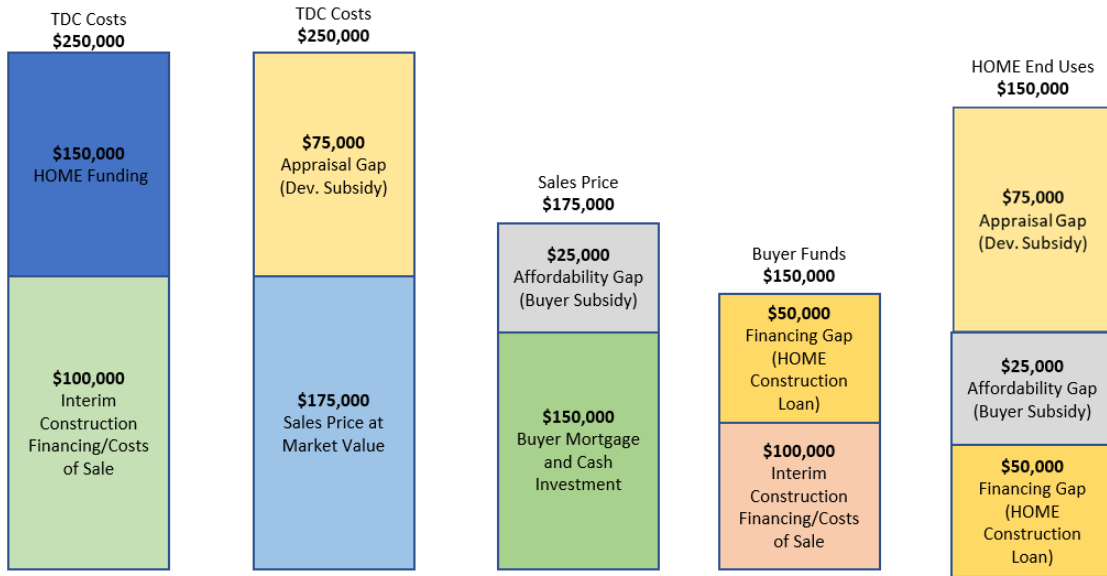 TDC Costs
$250,000
$150,000
HOME Funding
$100,000
Interim
Construction
Financing/Costs
of Sale
TDC Costs
$250,000
$75,000
Appraisal Gap
(Dev. Subsidy)
$175,000
Sales Price at
Market Value
Sales Price
$175,000
$25,000
Affordability Gap
(Buyer Subsidy)
$150,000
Buyer Mortgage
and Cash
Investment
Buyer Funds
$150,000
$50,000
Financing Gap
(HOME
Construction
Loan)
$100,000
Interim
Construction
Financing/Costs
of Sale
HOME End Uses
$150,000
$75,000
Appraisal Gap
(Dev. Subsidy)
$25,000
Affordability Gap
(Buyer Subsidy)
$50,000
Financing Gap
(HOME
Construction
Loan)